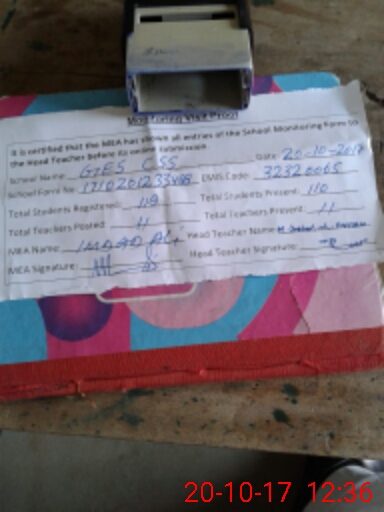 Monitoring Visit Proof
It is certified that the MEA has shown all entries of the School Monitoring Form to
the Head Teacher before its online submission.
School Name: GES CSS Date: 20-10-2017
School Form No: EMIS Code: 32320065
Total Students Registered: 119 Total Students Present: 110
Total Teachers Posted: 11 Total Teachers Present: 11
MEA Name: Head Teacher Name:
MEA Signature: Head Teacher Signature:
20-10-17 12:36